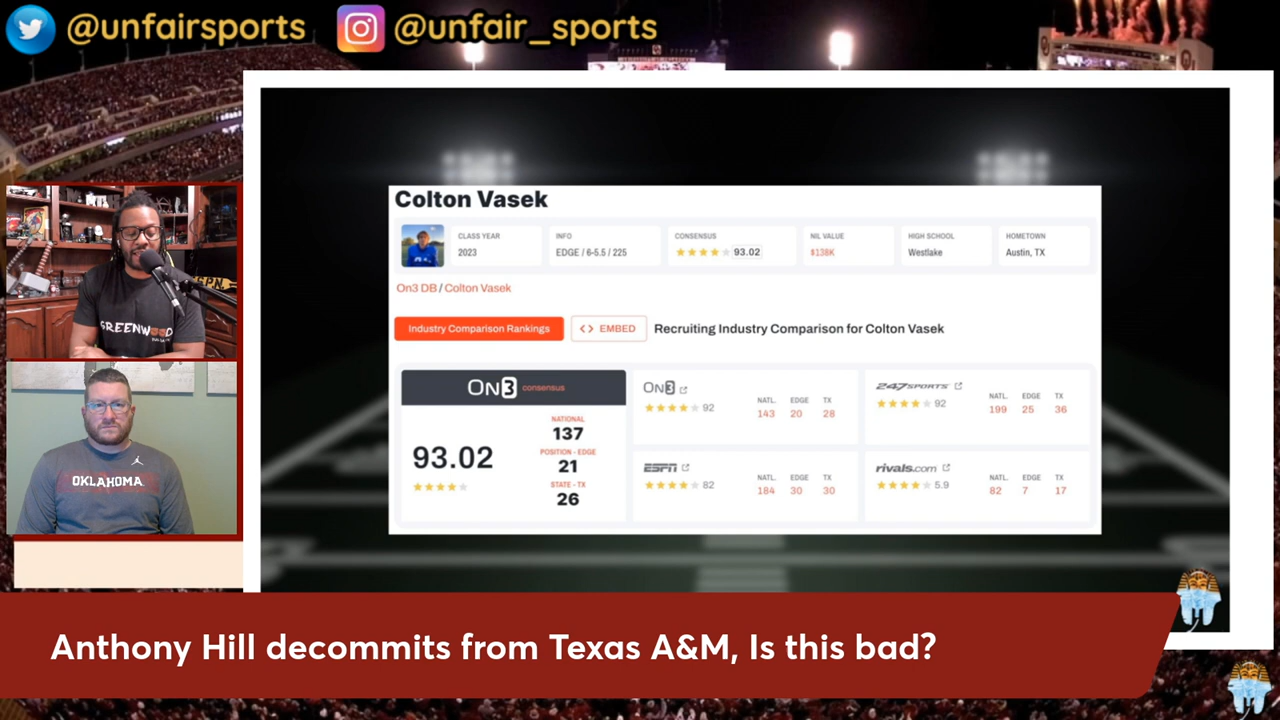 @unfairsports
@unfair_sports
Colton Vasek
CLASS YEAR
2023
INFO
EDGE / 6-5.5 / 225
CONSENSUS
93.02
NIL VALUE
$138K
HIGH SCHOOL
Westlake
HOMETOWN
Austin, TX
On3 DB / Colton Vasek
Industry Comparison Rankings
<> EMBED
Recruiting Industry Comparison for Colton Vasek
On3 consensus
93.02
NATIONAL
137
POSITION - EDGE
21
STATE - TX
26
On3
92
NATL. EDGE TX
143 20 28
247SPORTS
92
NATL. EDGE TX
199 25 36
ESPN
82
NATL. EDGE TX
184 30 30
rivals.com
5.9
NATL. EDGE TX
82 7 17
GREENWOOD
OKLAHOMA
Anthony Hill decommits from Texas A&M, Is this bad?